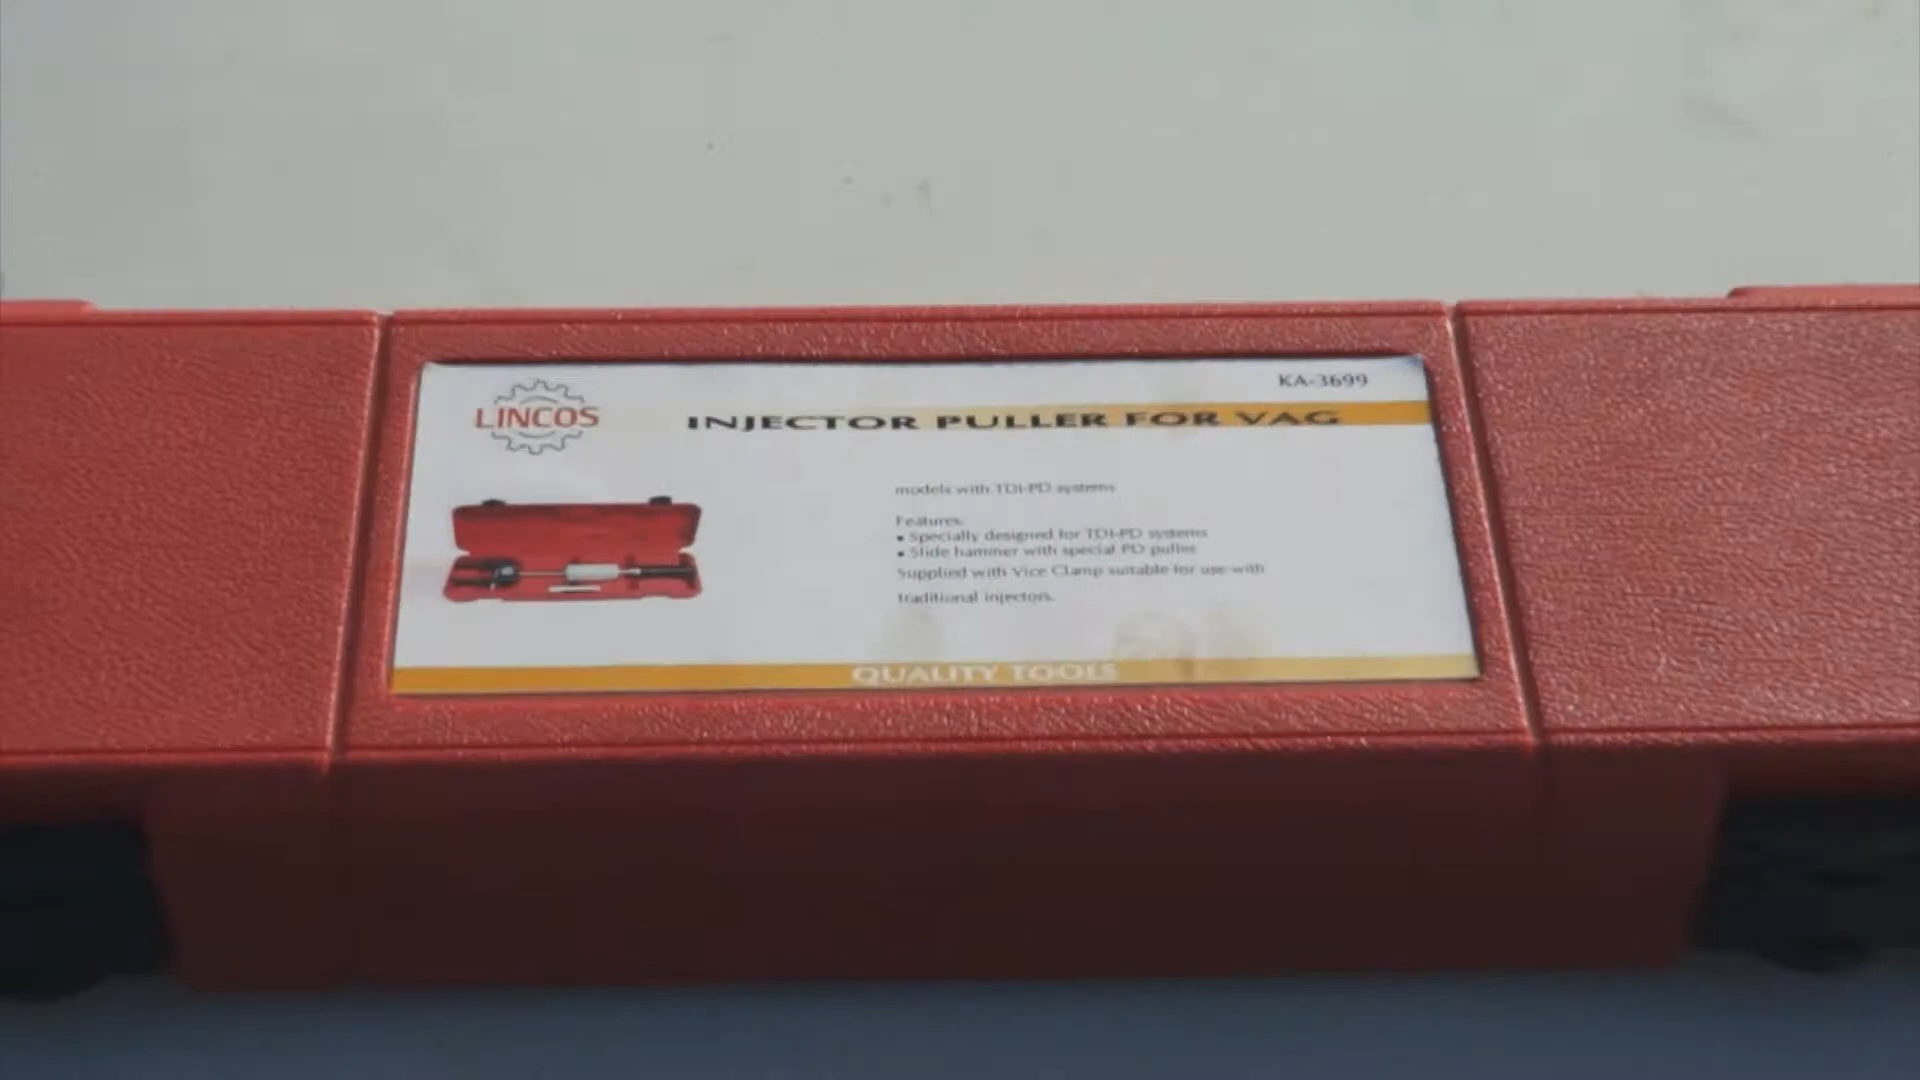 KA-3699
LINCOS
INJECTOR PULLER FOR VAG
models with TDI-PD systems
Features:
• Specially designed for TDI-PD systems
• Slide hammer with special PD puller
Supplied with Vice Clamp suitable for use with
traditional injectors.
QUALITY TOOLS